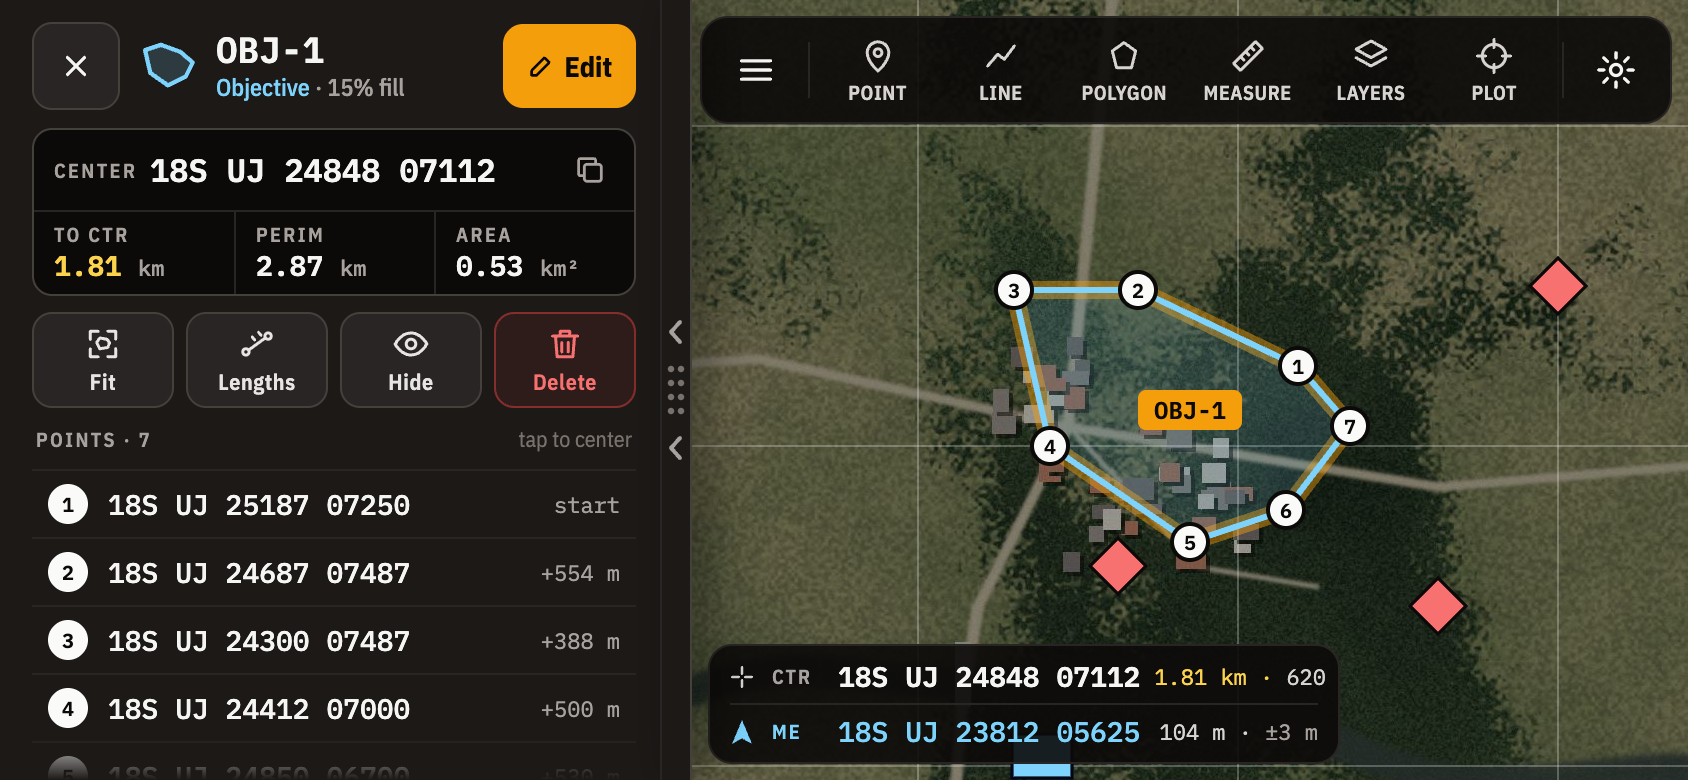 OBJ-1
Objective · 15% fill
Edit
CENTER 18S UJ 24848 07112
TO CTR
1.81 km
PERIM
2.87 km
AREA
0.53 km²
Fit
Lengths
Hide
Delete
POINTS · 7
tap to center
1 18S UJ 25187 07250 start
2 18S UJ 24687 07487 +554 m
3 18S UJ 24300 07487 +388 m
4 18S UJ 24412 07000 +500 m
POINT
LINE
POLYGON
MEASURE
LAYERS
PLOT
3
2
1
OBJ-1
7
4
6
5
CTR 18S UJ 24848 07112 1.81 km · 620
ME 18S UJ 23812 05625 104 m · ±3 m